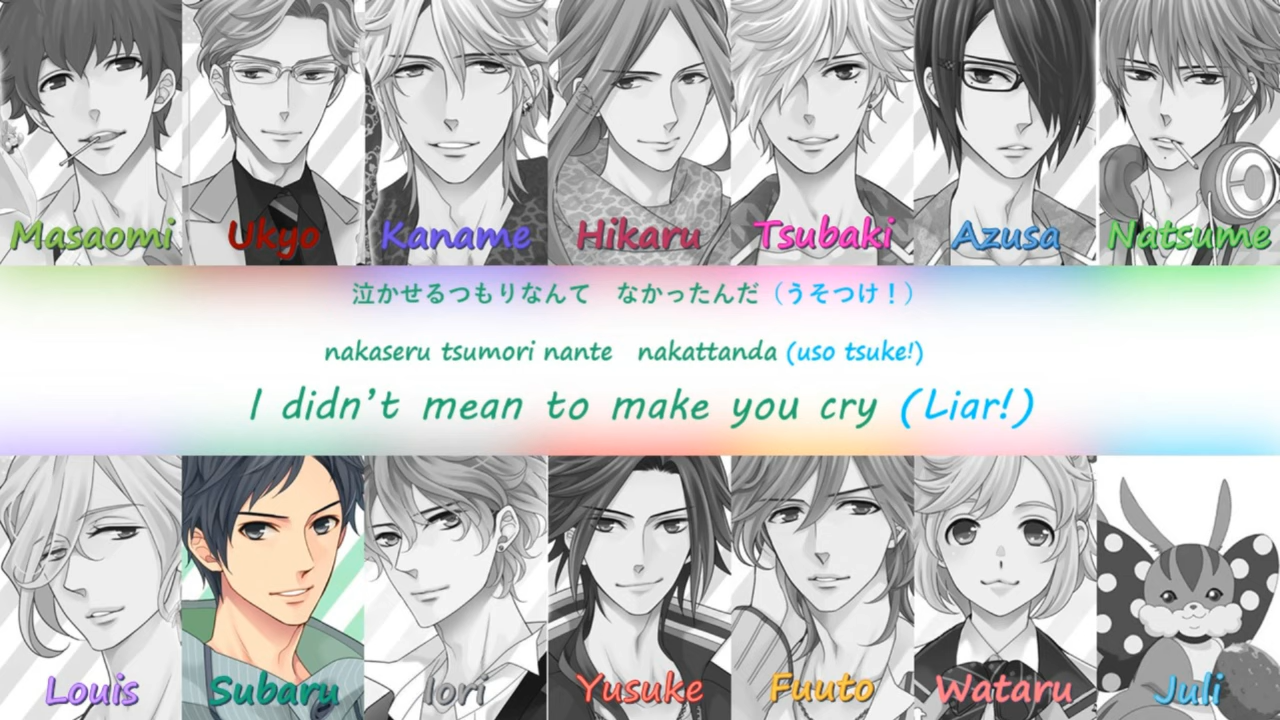 Masaomi Ukyo Kaname Hikaru Tsubaki Azusa Natsume
泣かせるつもりなんて　なかったんだ（うそつけ！）
nakaseru tsumori nante nakattanda (uso tsuke!)
I didn't mean to make you cry (Liar!)
Louis Subaru Iori Yusuke Fuuto Wataru Juli